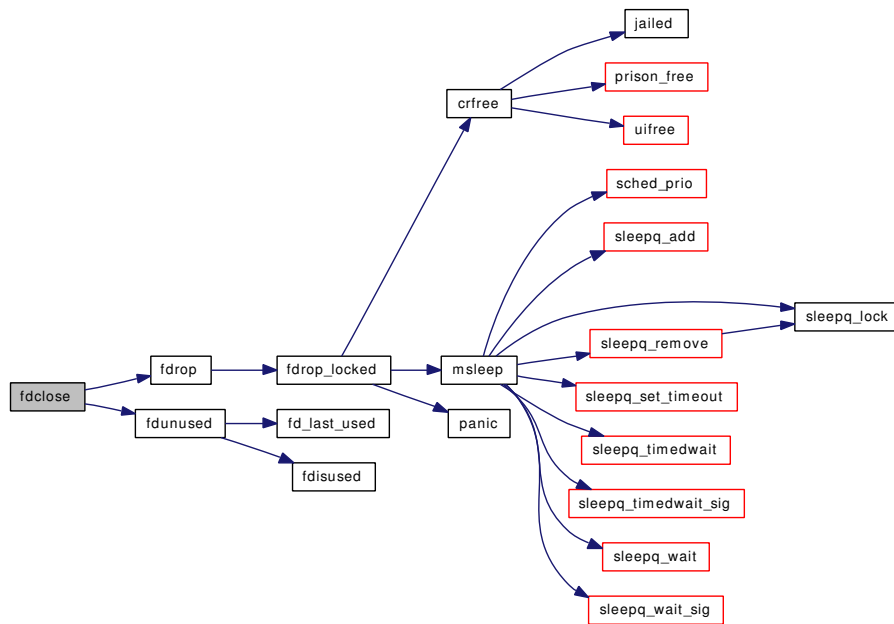 jailed
prison_free
crfree
uifree
sched_prio
sleepq_add
sleepq_lock
sleepq_remove
fdrop
fdrop_locked
msleep
fdclose
sleepq_set_timeout
fdunused
fd_last_used
panic
sleepq_timedwait
fdisused
sleepq_timedwait_sig
sleepq_wait
sleepq_wait_sig